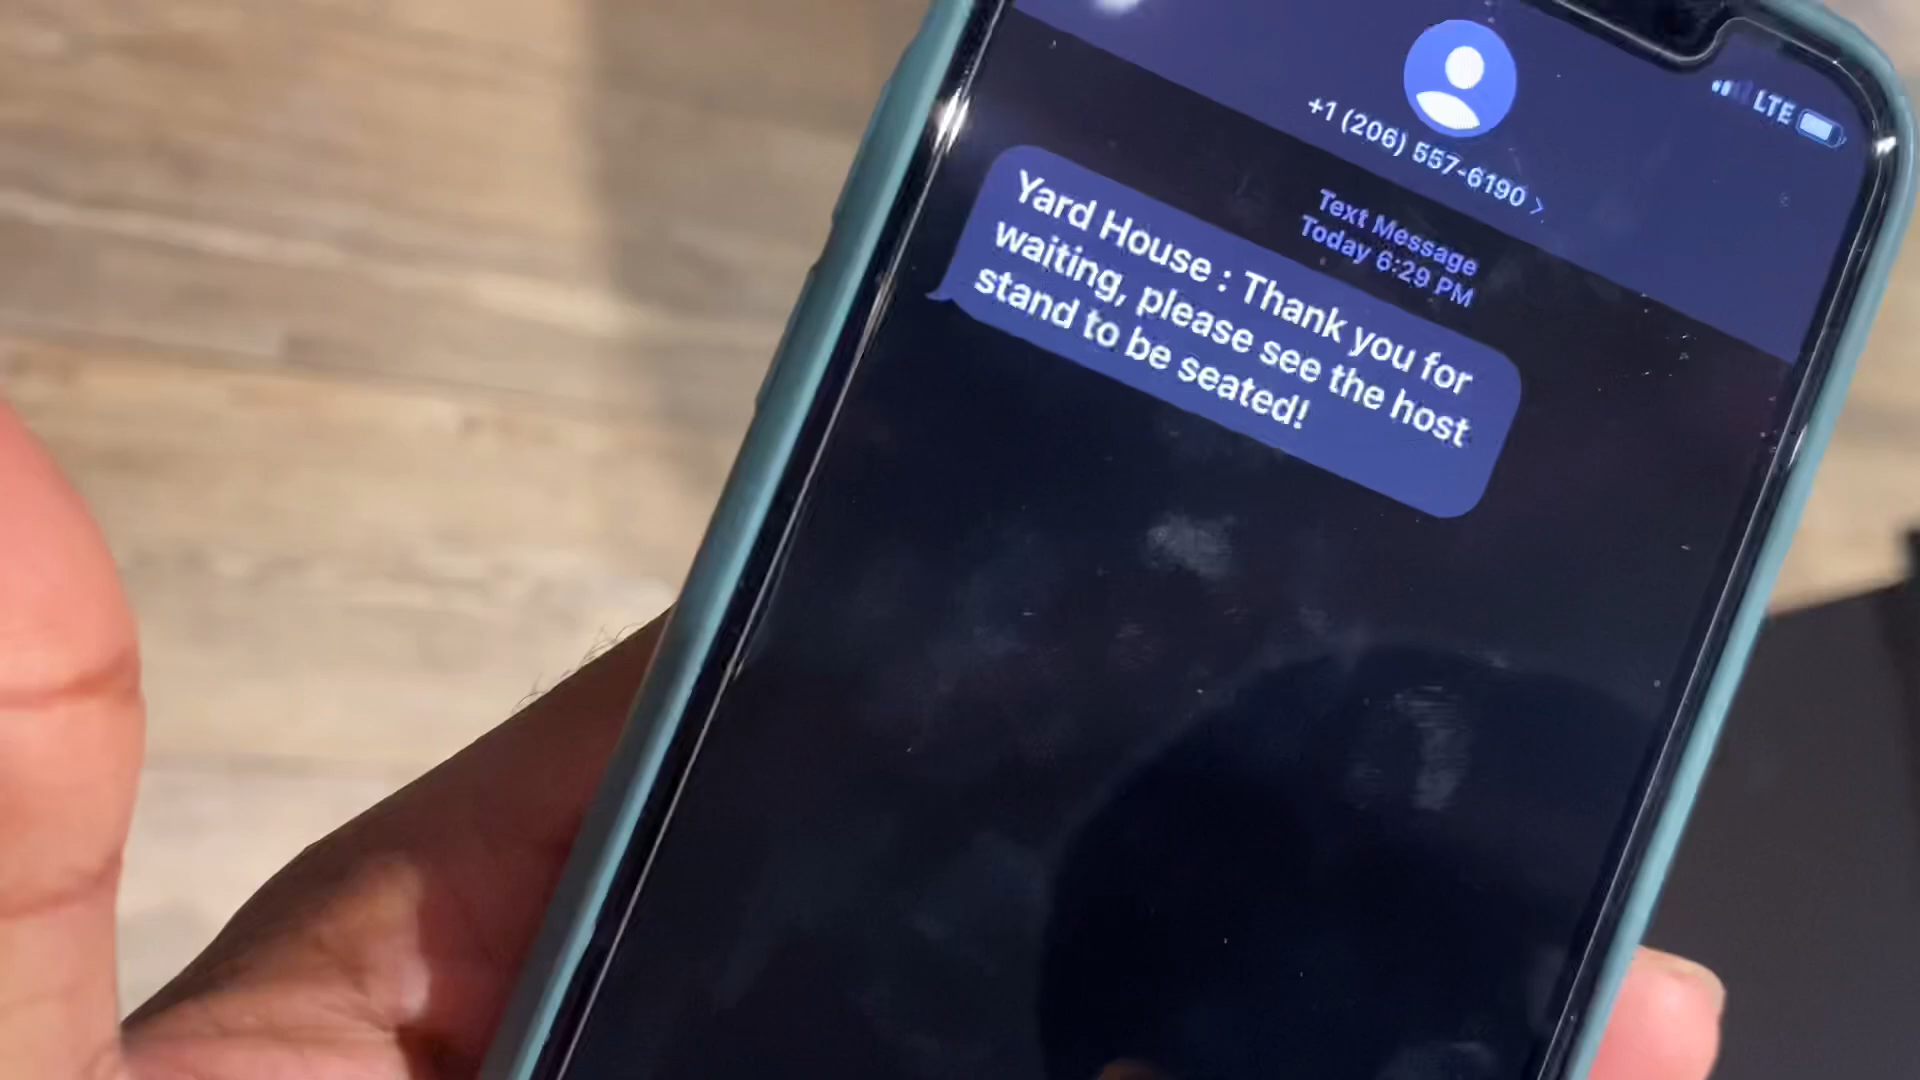 LTE
+1 (206) 557-6190 >
Text Message
Today 6:29 PM
Yard House : Thank you for
waiting, please see the host
stand to be seated!